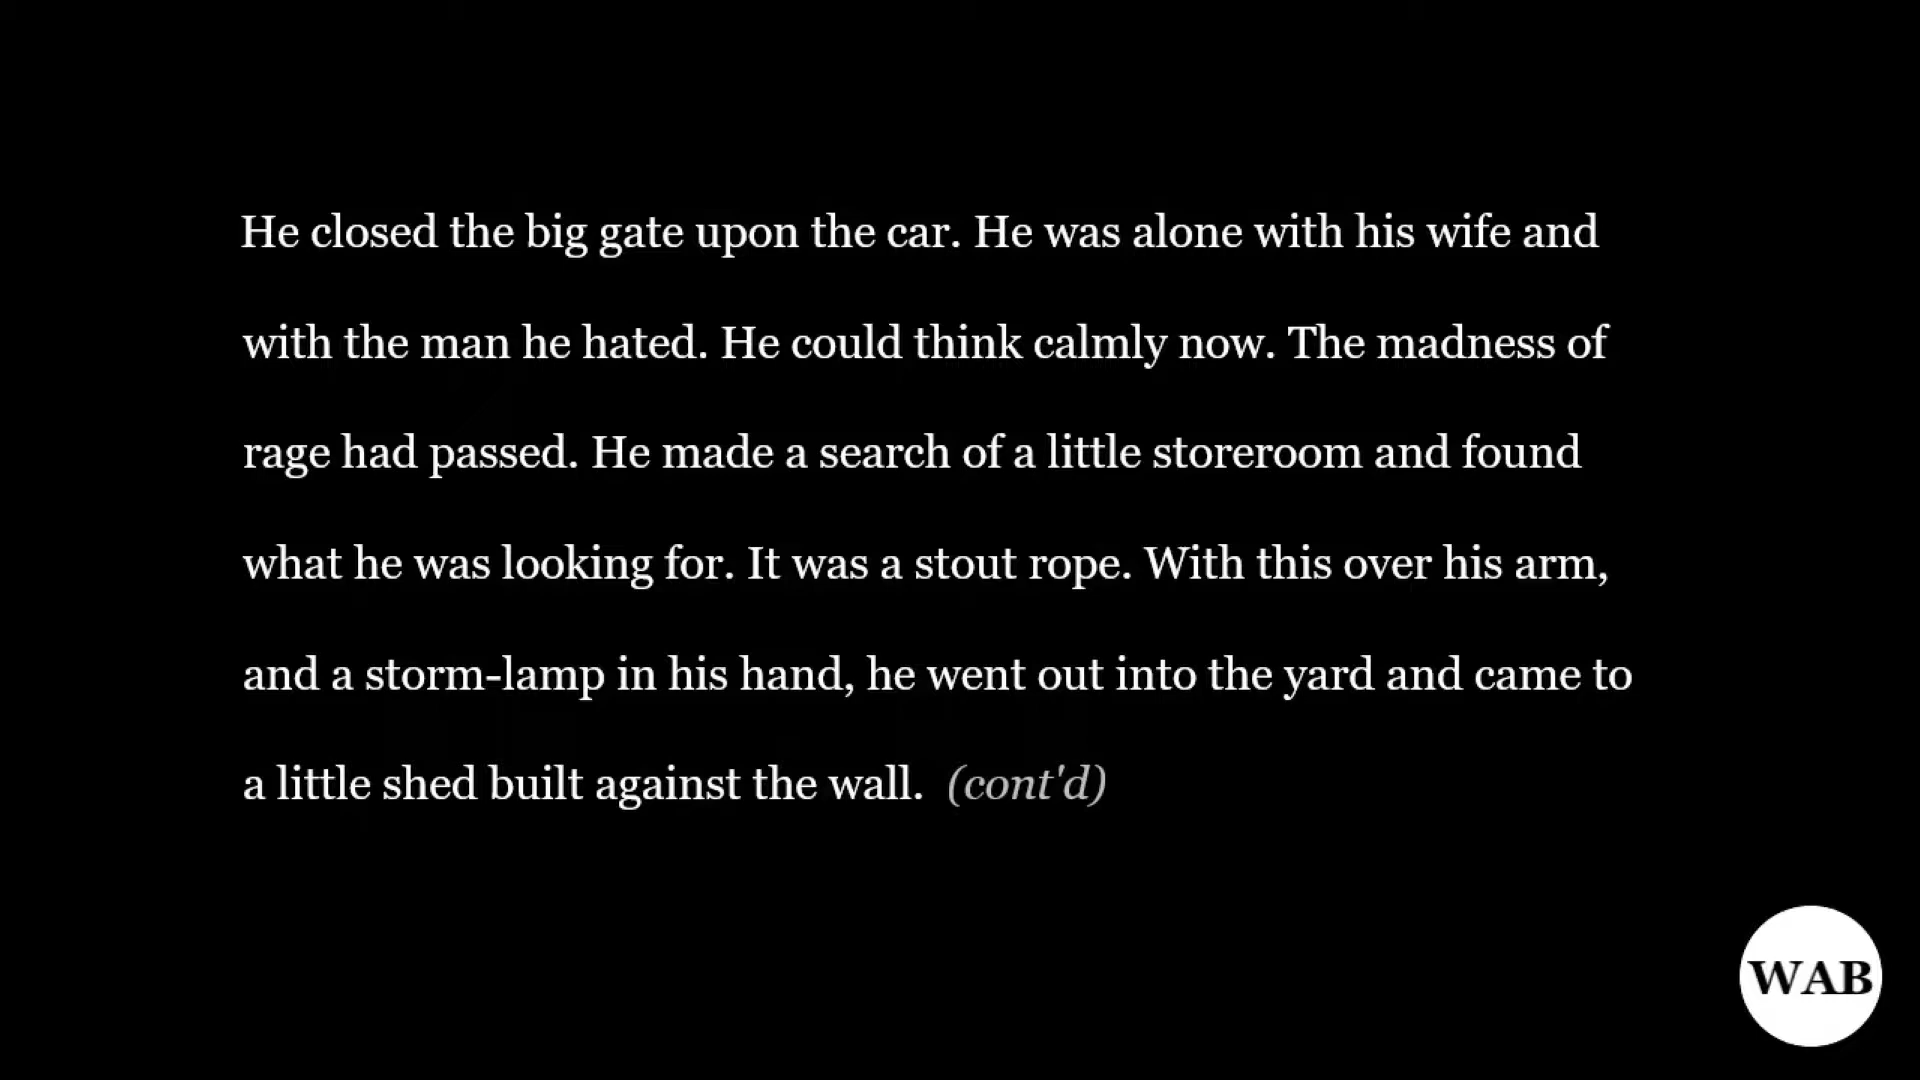 He closed the big gate upon the car. He was alone with his wife and
with the man he hated. He could think calmly now. The madness of
rage had passed. He made a search of a little storeroom and found
what he was looking for. It was a stout rope. With this over his arm,
and a storm-lamp in his hand, he went out into the yard and came to
a little shed built against the wall. (cont'd)
WAB